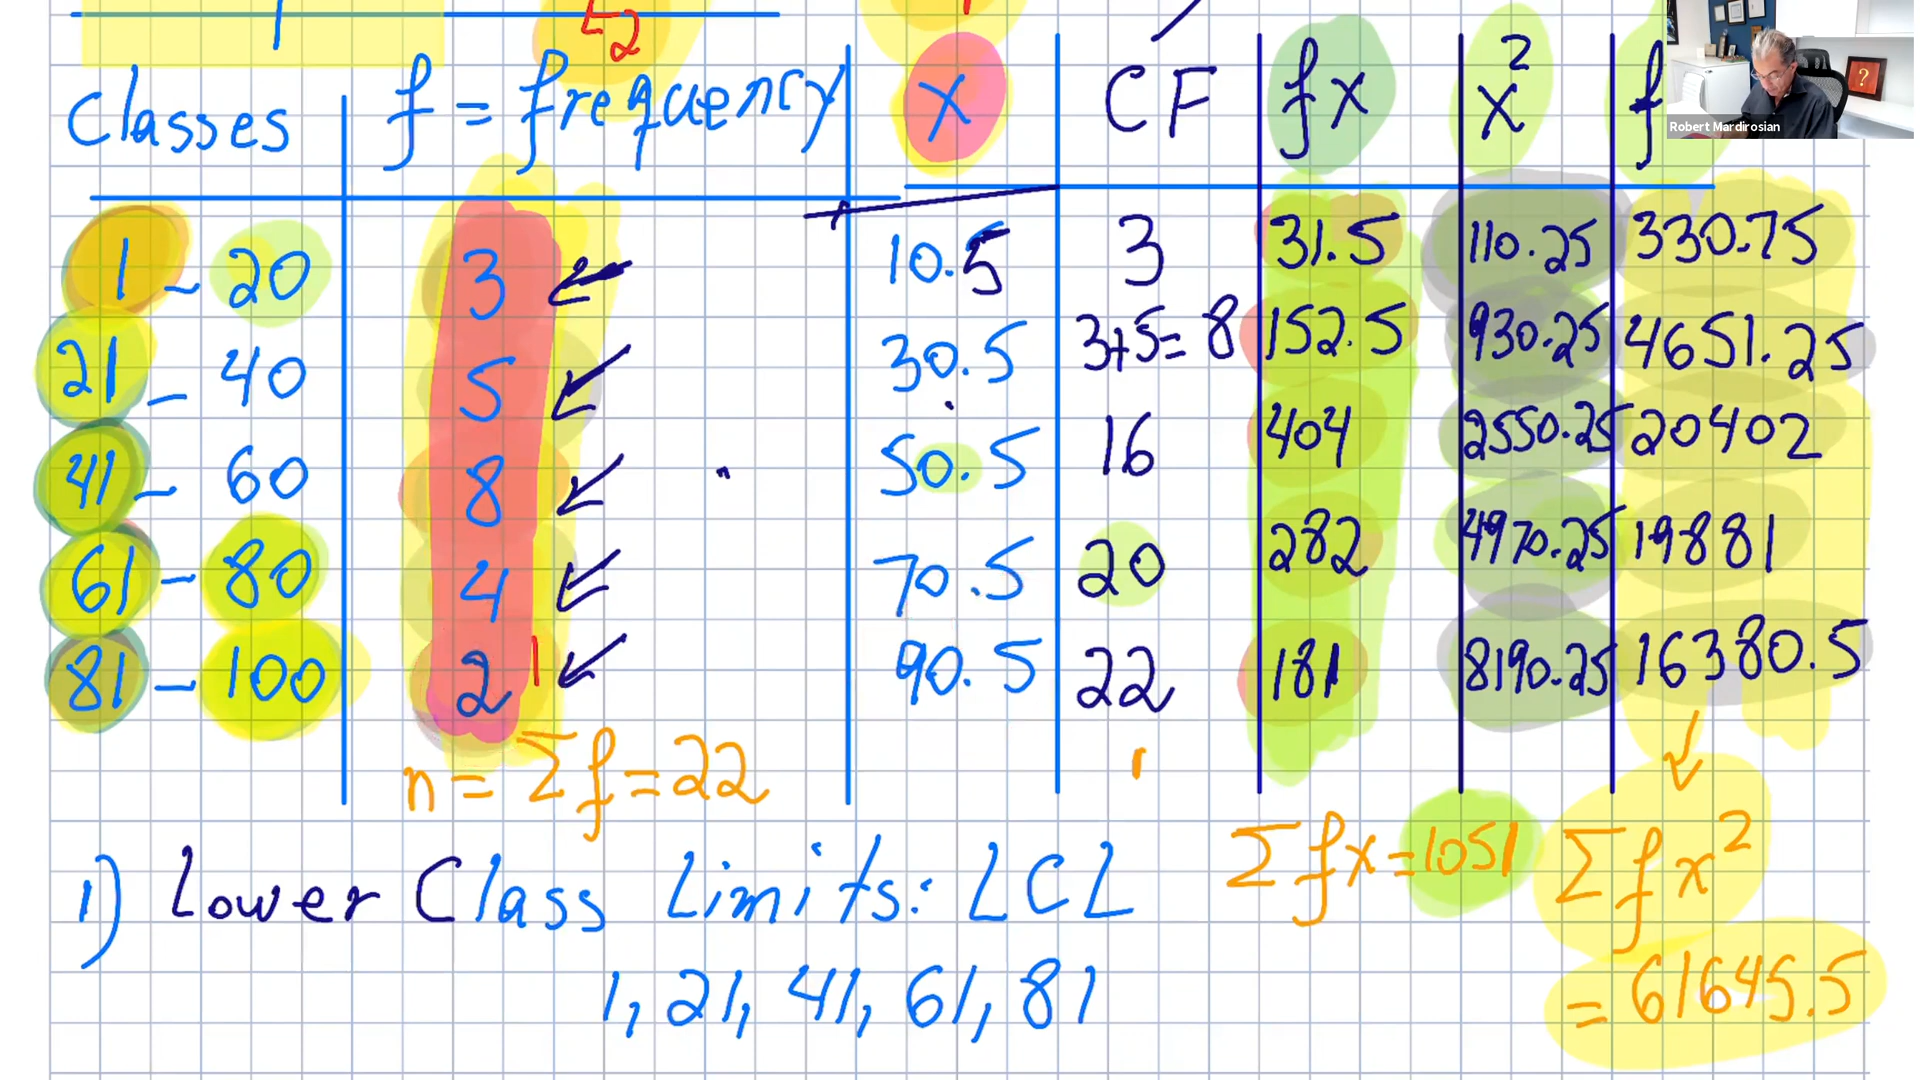 2
Classes f = frequency x CF fx x² f
Robert Mardirosian
?
1 - 20 3 10.5 3 31.5 110.25 330.75
21 - 40 5 30.5 3+5= 8 152.5 930.25 4651.25
41 - 60 8 50.5 16 404 2550.25 20402
61 - 80 4 70.5 20 282 4970.25 19881
81 - 100 2 90.5 22 181 8190.25 16380.5
n = Σf = 22
Σfx = 1051 Σfx²
= 61645.5
1) Lower Class Limits: LCL
1, 21, 41, 61, 81